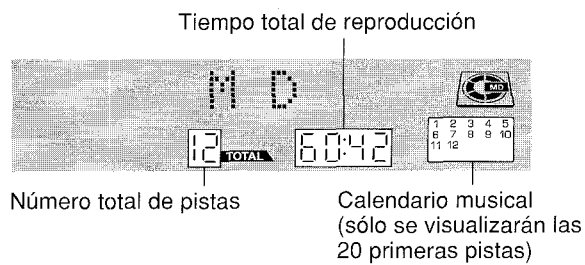 Tiempo total de reproducción
M D
MD
12 TOTAL 60:42
1 2 3 4 5
6 7 8 9 10
11 12
Número total de pistas
Calendario musical
(sólo se visualizarán las
20 primeras pistas)